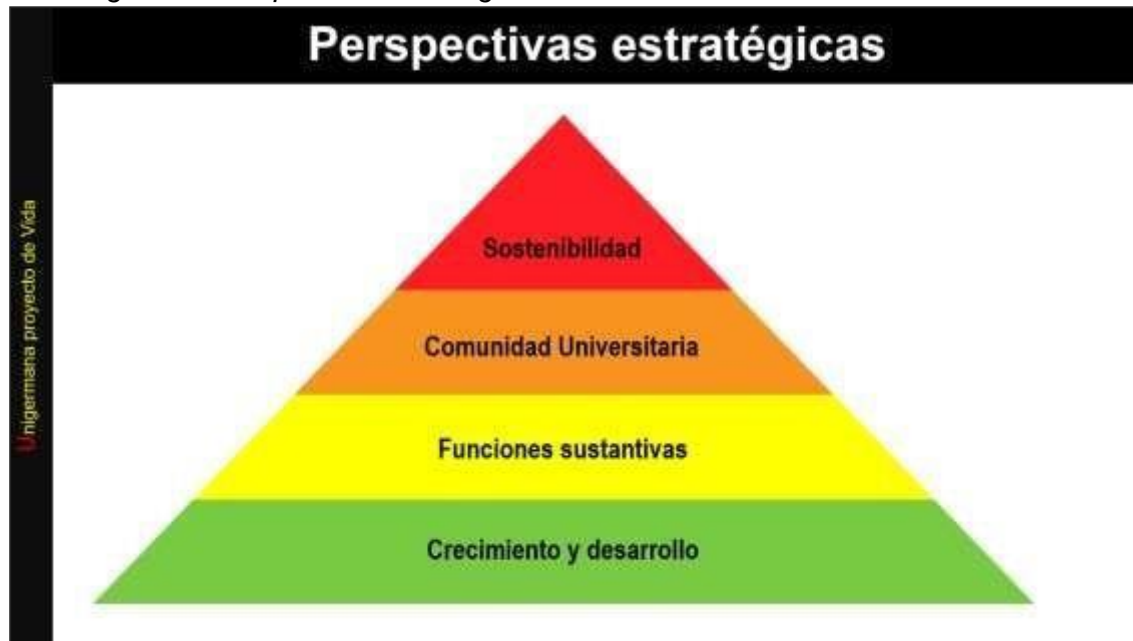 Perspectivas estratégicas
Unigermana proyecto de Vida
Sostenibilidad
Comunidad Universitaria
Funciones sustantivas
Crecimiento y desarrollo